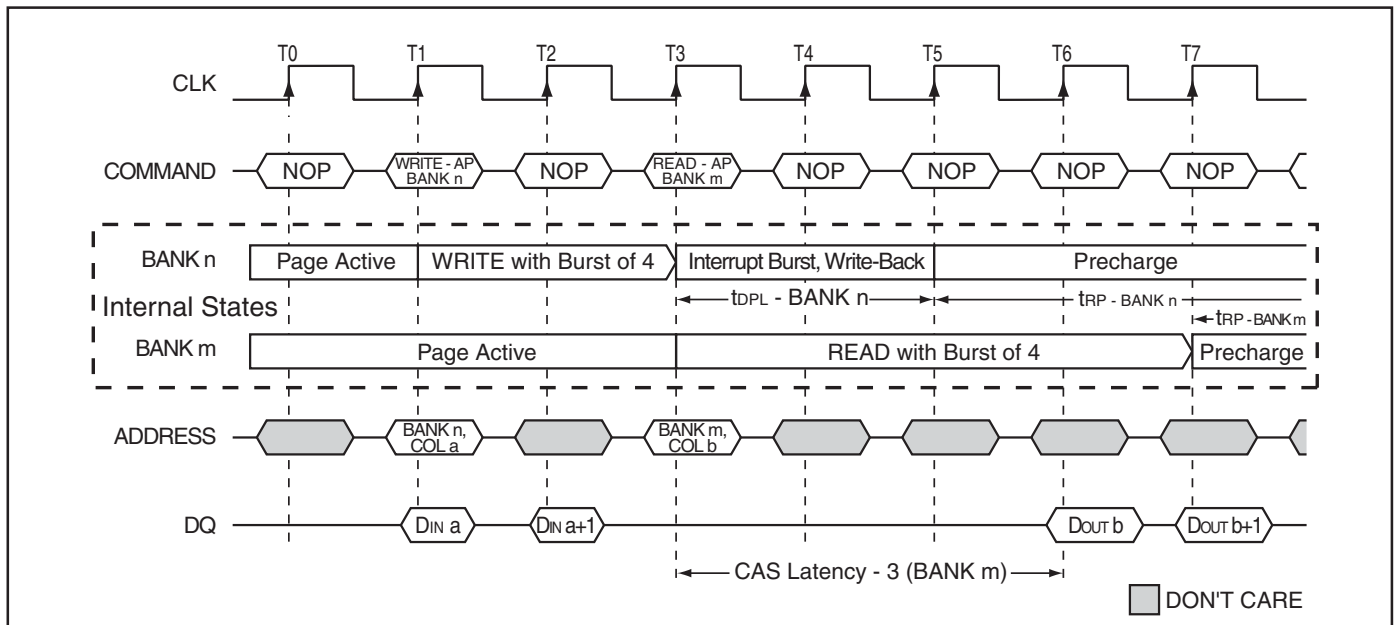 T0 T1 T2 T3 T4 T5 T6 T7
CLK
COMMAND NOP WRITE - AP BANK n NOP READ - AP BANK m NOP NOP NOP NOP
BANK n Page Active WRITE with Burst of 4 Interrupt Burst, Write-Back Precharge
tDPL - BANK n tRP - BANK n
Internal States
tRP - BANK m
BANK m Page Active READ with Burst of 4 Precharge
ADDRESS BANK n, COL a BANK m, COL b
DQ DIN a DIN a+1 DOUT b DOUT b+1
CAS Latency - 3 (BANK m)
DON'T CARE